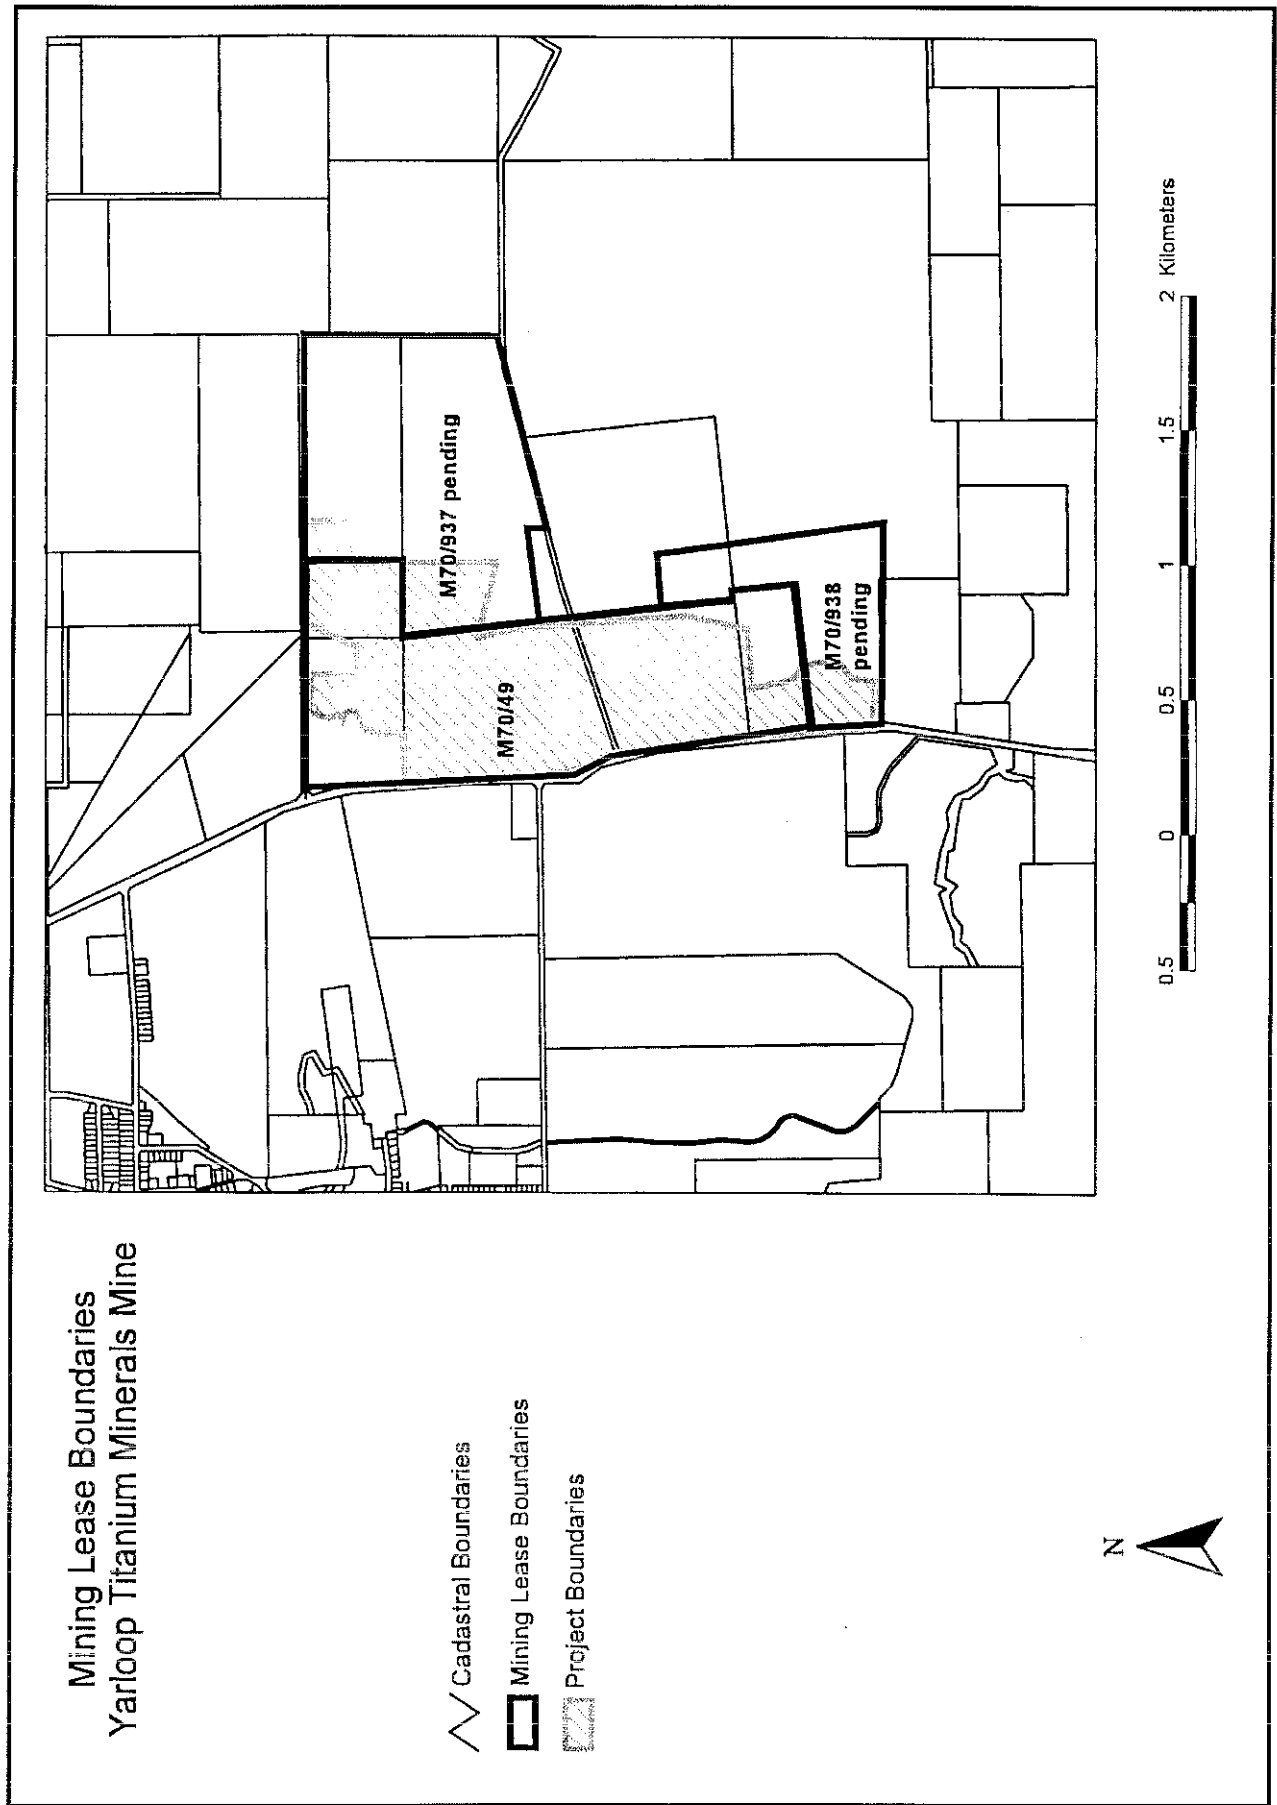 Mining Lease Boundaries
Yarloop Titanium Minerals Mine
Cadastral Boundaries
Mining Lease Boundaries
Project Boundaries
N
M70/49
M70/937 pending
M70/938
pending
0.5 0 0.5 1 1.5 2 Kilometers